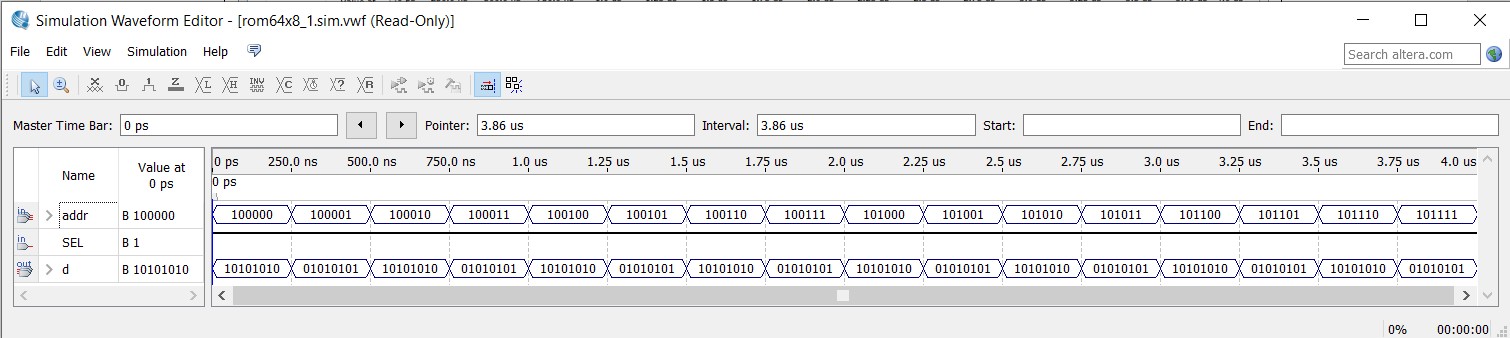 Simulation Waveform Editor - [rom64x8_1.sim.vwf (Read-Only)]
File Edit View Simulation Help
Search altera.com
Master Time Bar: 0 ps Pointer: 3.86 us Interval: 3.86 us Start: End:
Name Value at 0 ps
0 ps 250.0 ns 500.0 ns 750.0 ns 1.0 us 1.25 us 1.5 us 1.75 us 2.0 us 2.25 us 2.5 us 2.75 us 3.0 us 3.25 us 3.5 us 3.75 us 4.0 us
0 ps
in addr B 100000 100000 100001 100010 100011 100100 100101 100110 100111 101000 101001 101010 101011 101100 101101 101110 101111
in SEL B 1
out d B 10101010 10101010 01010101 10101010 01010101 10101010 01010101 10101010 01010101 10101010 01010101 10101010 01010101 10101010 01010101 10101010 01010101
0% 00:00:00